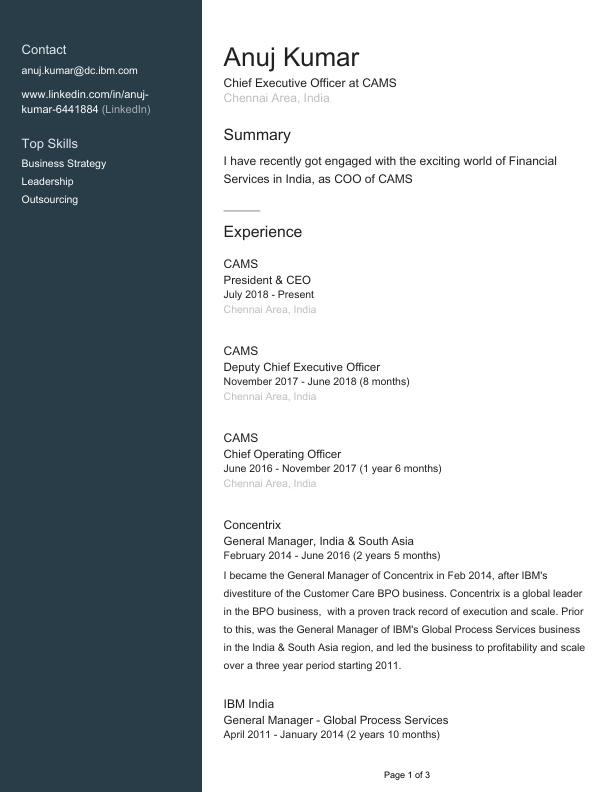 Contact
anuj.kumar@dc.ibm.com
www.linkedin.com/in/anuj-
kumar-6441884 (LinkedIn)
Top Skills
Business Strategy
Leadership
Outsourcing
Anuj Kumar
Chief Executive Officer at CAMS
Chennai Area, India
Summary
I have recently got engaged with the exciting world of Financial
Services in India, as COO of CAMS
Experience
CAMS
President & CEO
July 2018 - Present
Chennai Area, India
CAMS
Deputy Chief Executive Officer
November 2017 - June 2018 (8 months)
Chennai Area, India
CAMS
Chief Operating Officer
June 2016 - November 2017 (1 year 6 months)
Chennai Area, India
Concentrix
General Manager, India & South Asia
February 2014 - June 2016 (2 years 5 months)
I became the General Manager of Concentrix in Feb 2014, after IBM's
divestiture of the Customer Care BPO business. Concentrix is a global leader
in the BPO business,  with a proven track record of execution and scale. Prior
to this, was the General Manager of IBM's Global Process Services business
in the India & South Asia region, and led the business to profitability and scale
over a three year period starting 2011.
IBM India
General Manager - Global Process Services
April 2011 - January 2014 (2 years 10 months)
Page 1 of 3